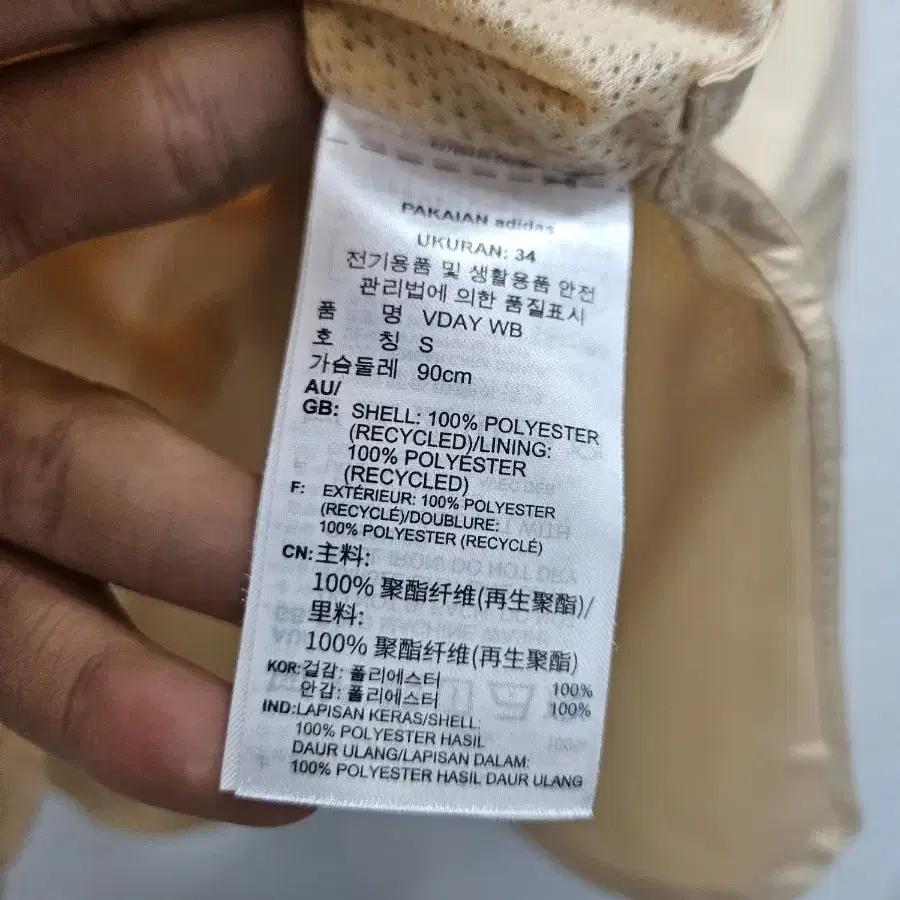 PAKAIAN adidas
UKURAN: 34
전기용품 및 생활용품 안전
관리법에 의한 품질표시
품 명 VDAY WB
호 칭 S
가슴둘레 90cm
AU/
GB: SHELL: 100% POLYESTER
(RECYCLED)/LINING:
100% POLYESTER
(RECYCLED)
F: EXTÉRIEUR: 100% POLYESTER
(RECYCLÉ)/DOUBLURE:
100% POLYESTER (RECYCLÉ)
CN: 主料:
100% 聚酯纤维(再生聚酯)/
里料:
100% 聚酯纤维(再生聚酯)
KOR: 겉감: 폴리에스터 100%
안감: 폴리에스터 100%
IND: LAPISAN KERAS/SHELL:
100% POLYESTER HASIL
DAUR ULANG/LAPISAN DALAM:
100% POLYESTER HASIL DAUR ULANG